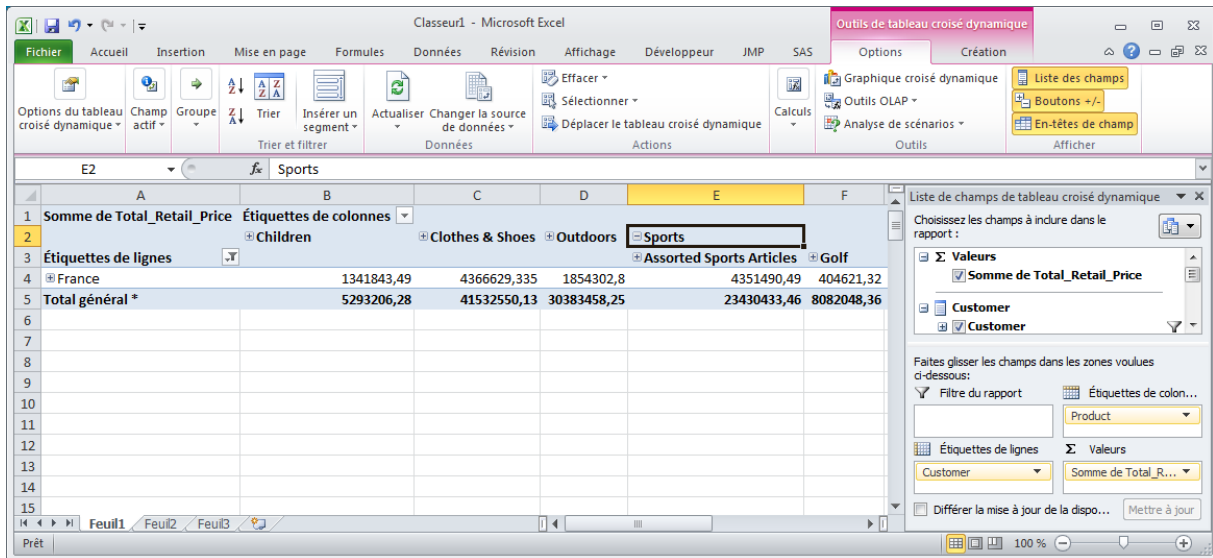 Classeur1 - Microsoft Excel
Outils de tableau croisé dynamique
Fichier Accueil Insertion Mise en page Formules Données Révision Affichage Développeur JMP SAS Options Création
Options du tableau croisé dynamique
Champ actif
Groupe
Trier
Insérer un segment
Trier et filtrer
Actualiser
Changer la source de données
Données
Effacer
Sélectionner
Déplacer le tableau croisé dynamique
Actions
Calculs
Graphique croisé dynamique
Outils OLAP
Analyse de scénarios
Outils
Liste des champs
Boutons +/-
En-têtes de champ
Afficher
E2 fx Sports
A B C D E F
1 Somme de Total_Retail_Price Étiquettes de colonnes
2 Children Clothes & Shoes Outdoors Sports
3 Étiquettes de lignes Assorted Sports Articles Golf
4 France 1341843,49 4366629,335 1854302,8 4351490,49 404621,32
5 Total général * 5293206,28 41532550,13 30383458,25 23430433,46 8082048,36
6
7
8
9
10
11
12
13
14
15
Feuil1 Feuil2 Feuil3
Prêt
100 %
Liste de champs de tableau croisé dynamique
Choisissez les champs à inclure dans le
rapport :
Σ Valeurs
Somme de Total_Retail_Price
Customer
Customer
Faites glisser les champs dans les zones voulues
ci-dessous:
Filtre du rapport
Étiquettes de colon...
Product
Étiquettes de lignes
Σ Valeurs
Customer
Somme de Total_R...
Différer la mise à jour de la dispo...
Mettre à jour